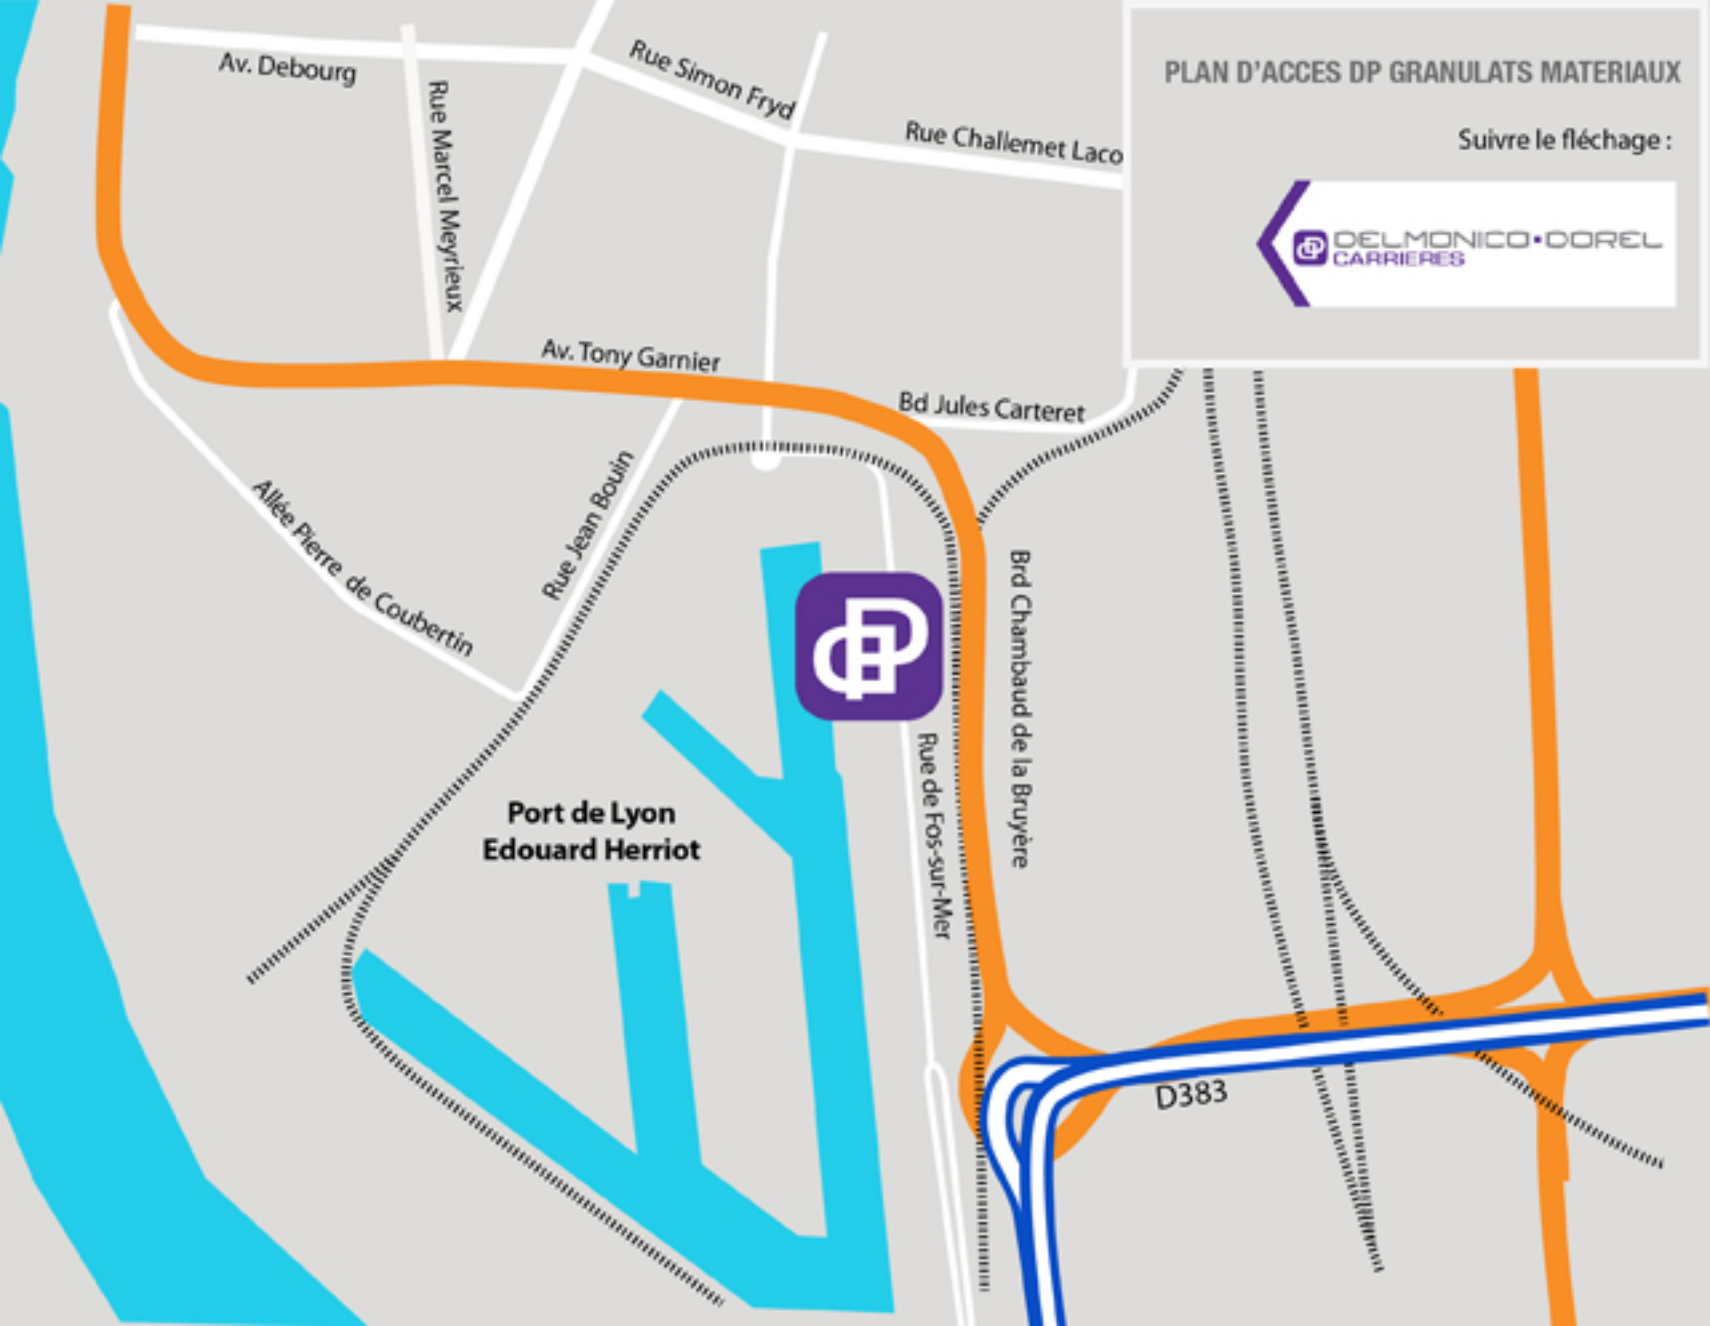 PLAN D'ACCES DP GRANULATS MATERIAUX
Suivre le fléchage :
DELMONICO·DOREL
CARRIERES
Av. Debourg
Rue Marcel Meyrieux
Rue Simon Fryd
Rue Challemet Laco
Av. Tony Garnier
Bd Jules Carteret
Allée Pierre de Coubertin
Rue Jean Bouin
Brd Chambaud de la Bruyère
Rue de Fos-sur-Mer
Port de Lyon
Edouard Herriot
D383